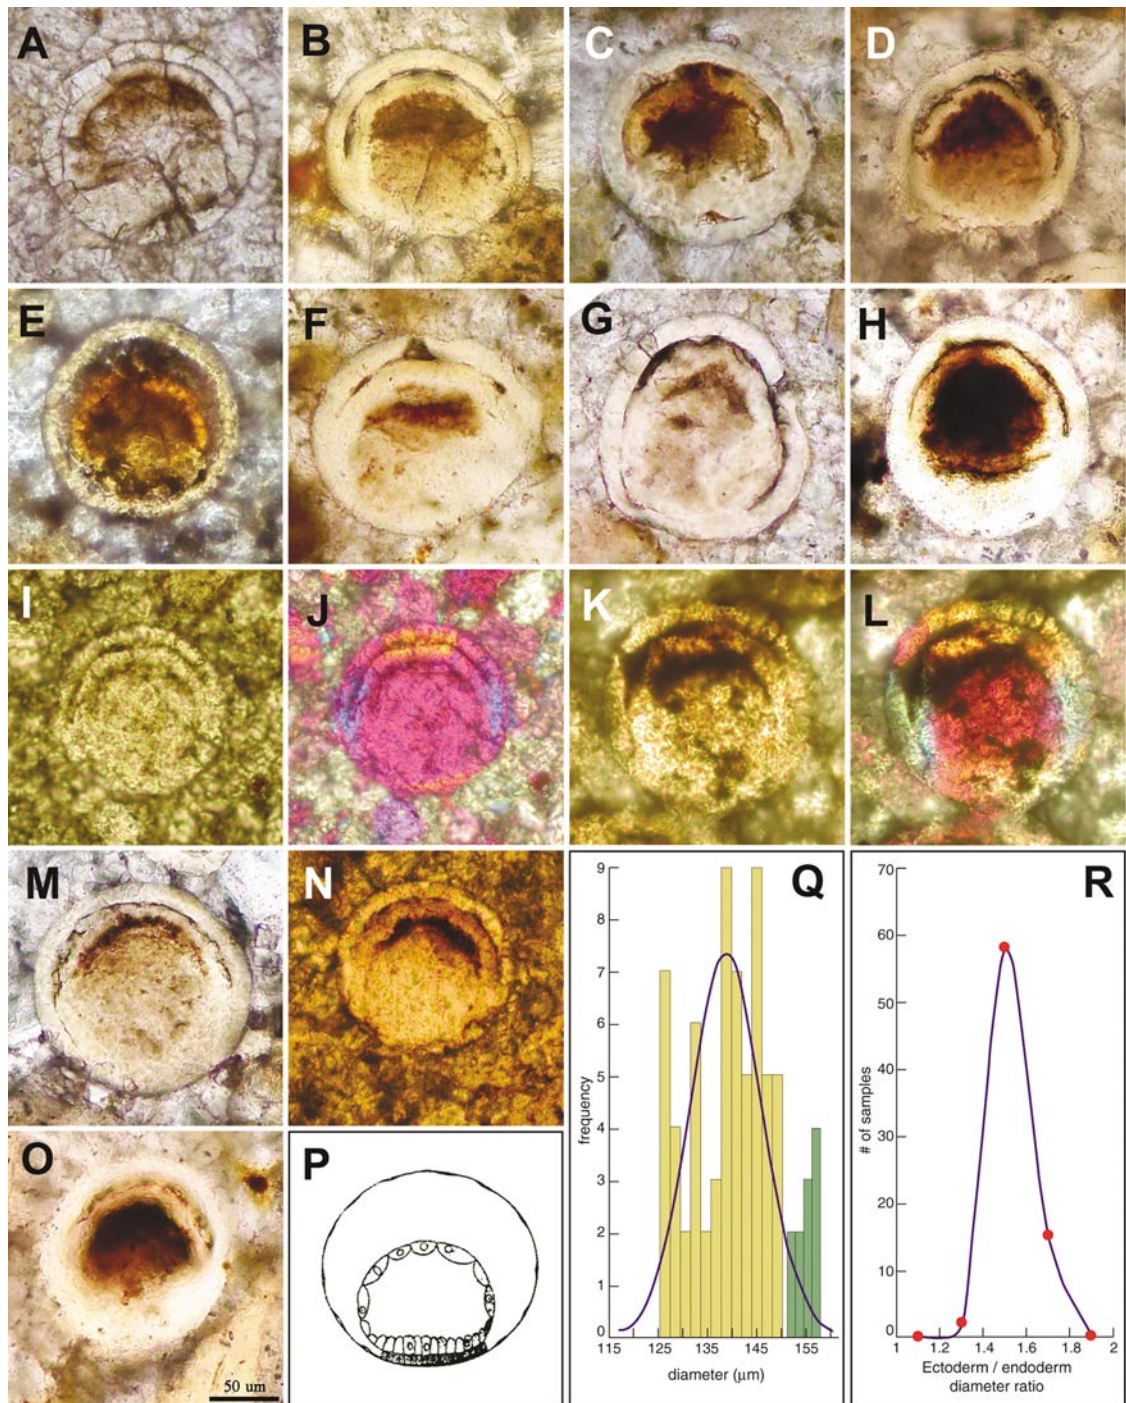 A
B
C
D
E
F
G
H
I
J
K
L
M
N
O
50 um
P
Q
9
8
7
6
5
4
3
2
1
0
frequency
115
125
135
145
155
diameter (µm)
R
70
60
50
40
30
20
10
0
# of samples
1
1.2
1.4
1.6
1.8
2
Ectoderm / endoderm
diameter ratio